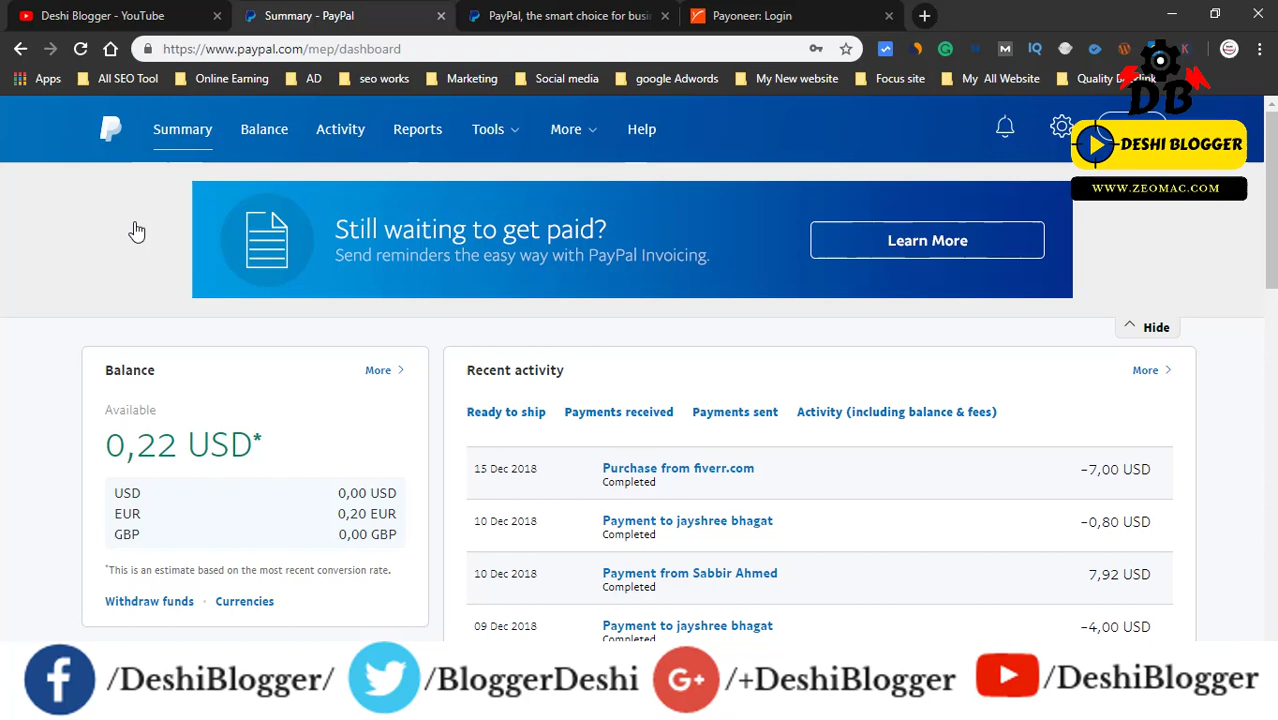 Deshi Blogger - YouTube
Summary - PayPal
PayPal, the smart choice for busi
Payoneer: Login
https://www.paypal.com/mep/dashboard
Apps
All SEO Tool
Online Earning
AD
seo works
Marketing
Social media
google Adwords
My New website
Focus site
My All Website
DB
DESHI BLOGGER
WWW.ZEOMAC.COM
Summary
Balance
Activity
Reports
Tools
More
Help
Still waiting to get paid?
Send reminders the easy way with PayPal Invoicing.
Learn More
Hide
Balance
More
Available
0,22 USD*
USD 0,00 USD
EUR 0,20 EUR
GBP 0,00 GBP
*This is an estimate based on the most recent conversion rate.
Withdraw funds · Currencies
Recent activity
More
Ready to ship
Payments received
Payments sent
Activity (including balance & fees)
15 Dec 2018 Purchase from fiverr.com -7,00 USD
Completed
10 Dec 2018 Payment to jayshree bhagat -0,80 USD
Completed
10 Dec 2018 Payment from Sabbir Ahmed 7,92 USD
Completed
09 Dec 2018 Payment to jayshree bhagat -4,00 USD
Completed
/DeshiBlogger/
/BloggerDeshi
/+DeshiBlogger
/DeshiBlogger